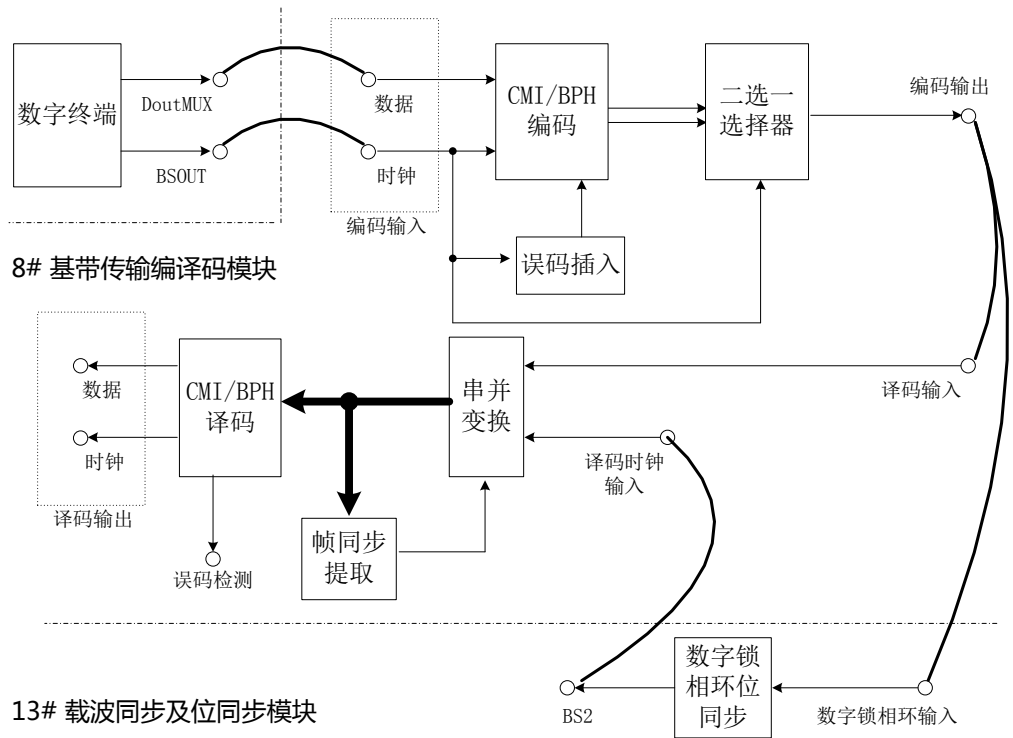 数字终端
DoutMUX
BSOUT
数据
时钟
编码输入
CMI/BPH
编码
二选一
选择器
编码输出
误码插入
8# 基带传输编译码模块
数据
时钟
译码输出
CMI/BPH
译码
误码检测
帧同步
提取
串并
变换
译码时钟
输入
译码输入
13# 载波同步及位同步模块
BS2
数字锁
相环位
同步
数字锁相环输入